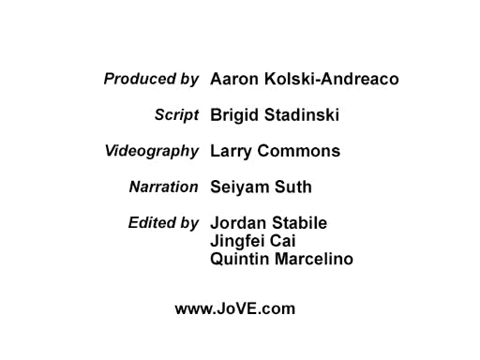 Produced by Aaron Kolski-Andreaco
Script Brigid Stadinski
Videography Larry Commons
Narration Seiyam Suth
Edited by Jordan Stabile
Jingfei Cai
Quintin Marcelino
www.JoVE.com